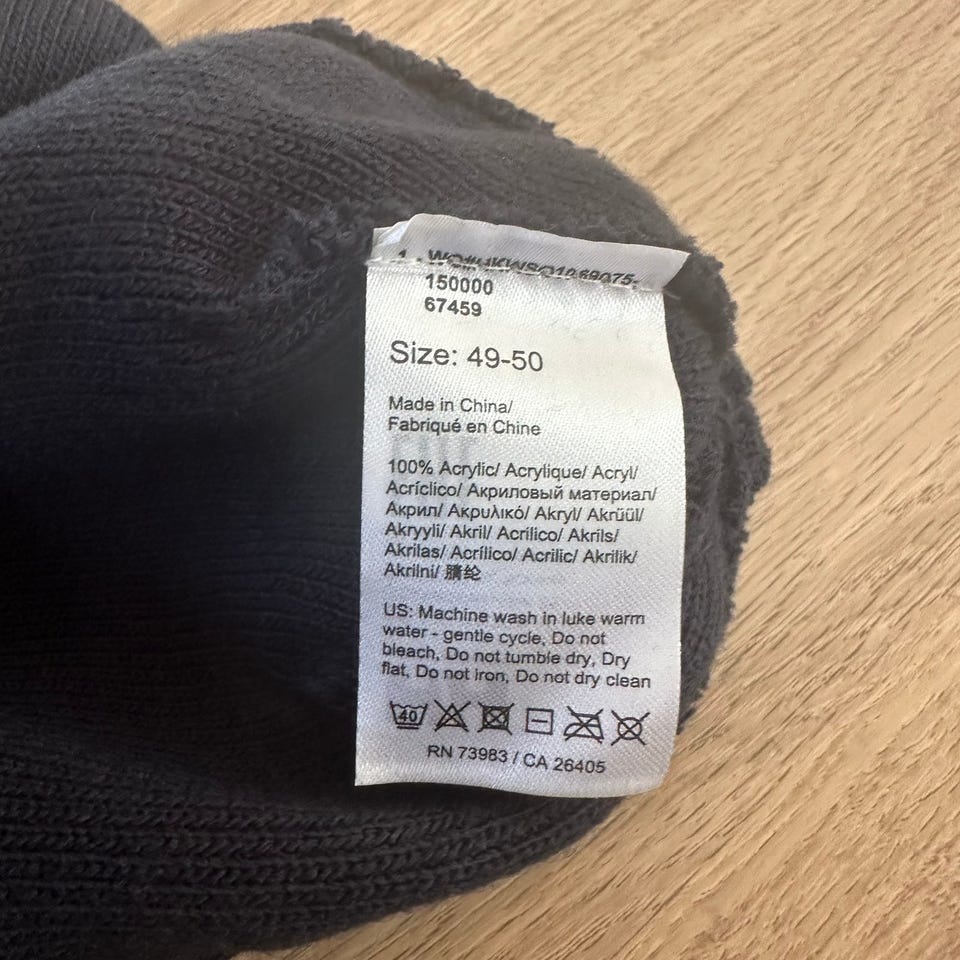 150000
67459
Size: 49-50
Made in China/
Fabriqué en Chine
100% Acrylic/ Acrylique/ Acryl/
Acríclico/ Акриловый материал/
Акрил/ Ακρυλικό/ Akryl/ Akrüül/
Akryyli/ Akril/ Acrílico/ Akrils/
Akrilas/ Acrílico/ Acrilic/ Akrilik/
Akrilni/ 腈纶
US: Machine wash in luke warm
water - gentle cycle, Do not
bleach, Do not tumble dry, Dry
flat, Do not iron, Do not dry clean
40
RN 73983 / CA 26405